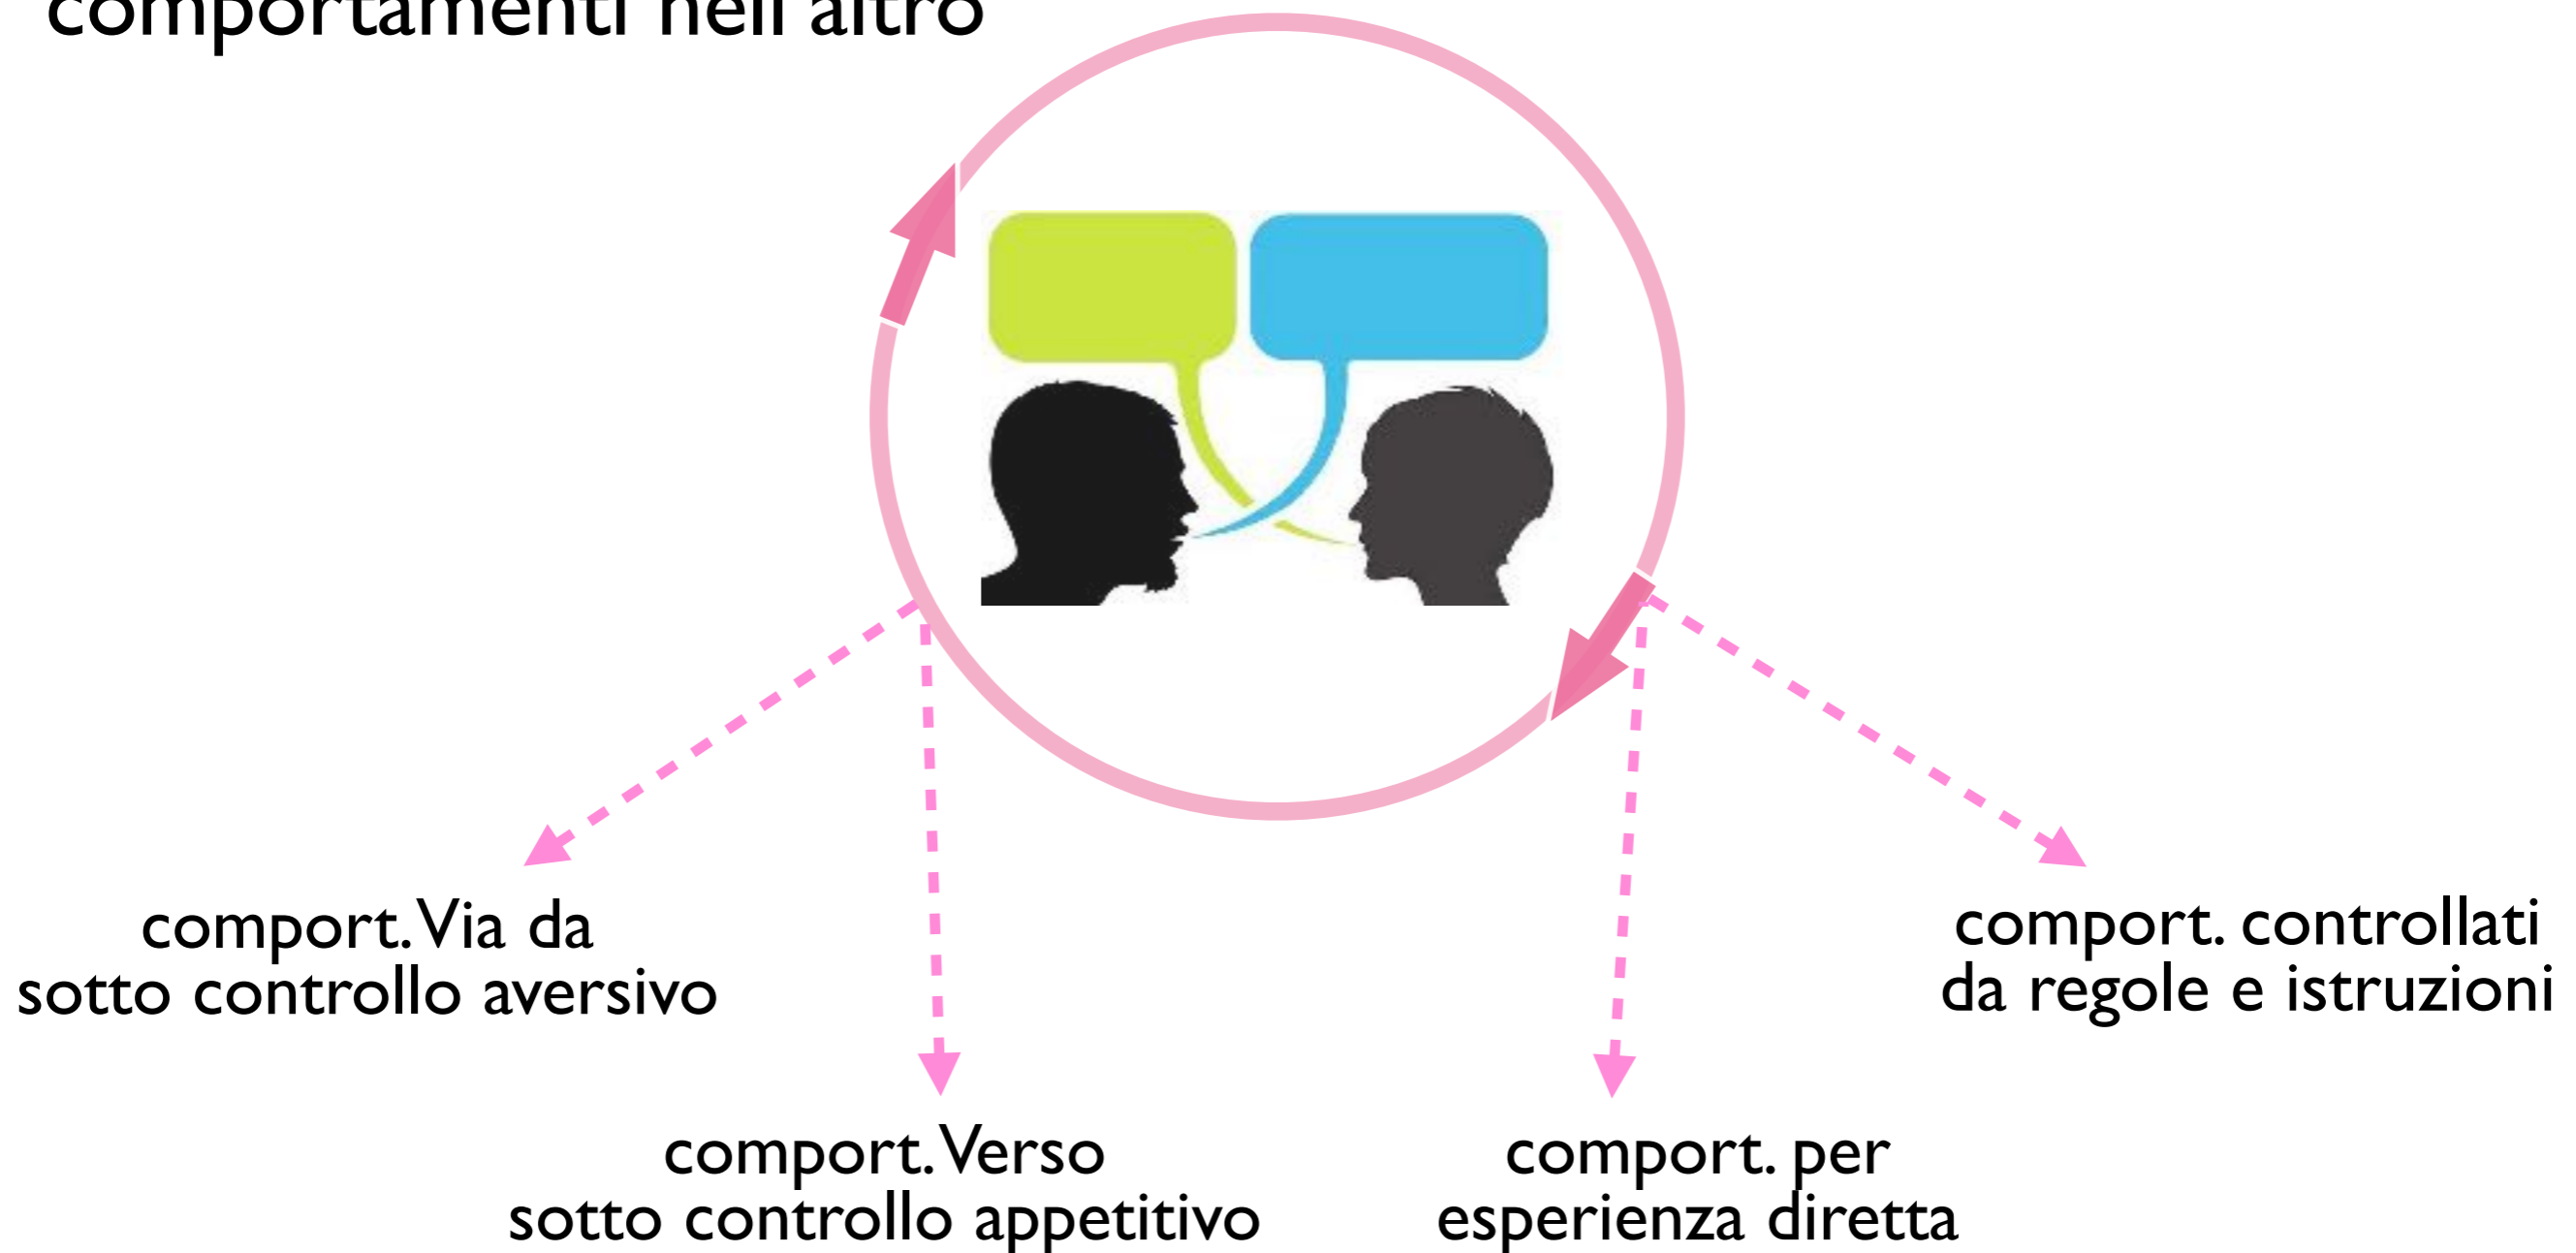 comportamenti nell'altro
comport. Via da
sotto controllo aversivo
comport. Verso
sotto controllo appetitivo
comport. per
esperienza diretta
comport. controllati
da regole e istruzioni